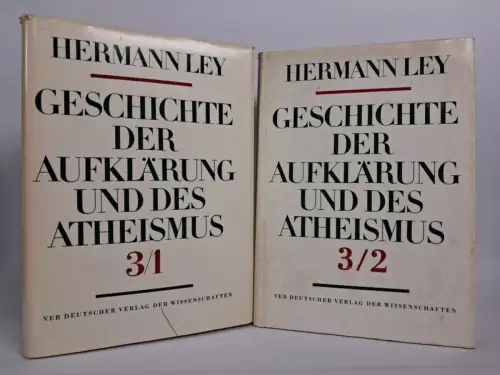 HERMANN LEY
GESCHICHTE
DER
AUFKLÄRUNG
UND DES
ATHEISMUS
3/1
VEB DEUTSCHER VERLAG DER WISSENSCHAFTEN
HERMANN LEY
GESCHICHTE
DER
AUFKLÄRUNG
UND DES
ATHEISMUS
3/2
VEB DEUTSCHER VERLAG DER WISSENSCHAFTEN